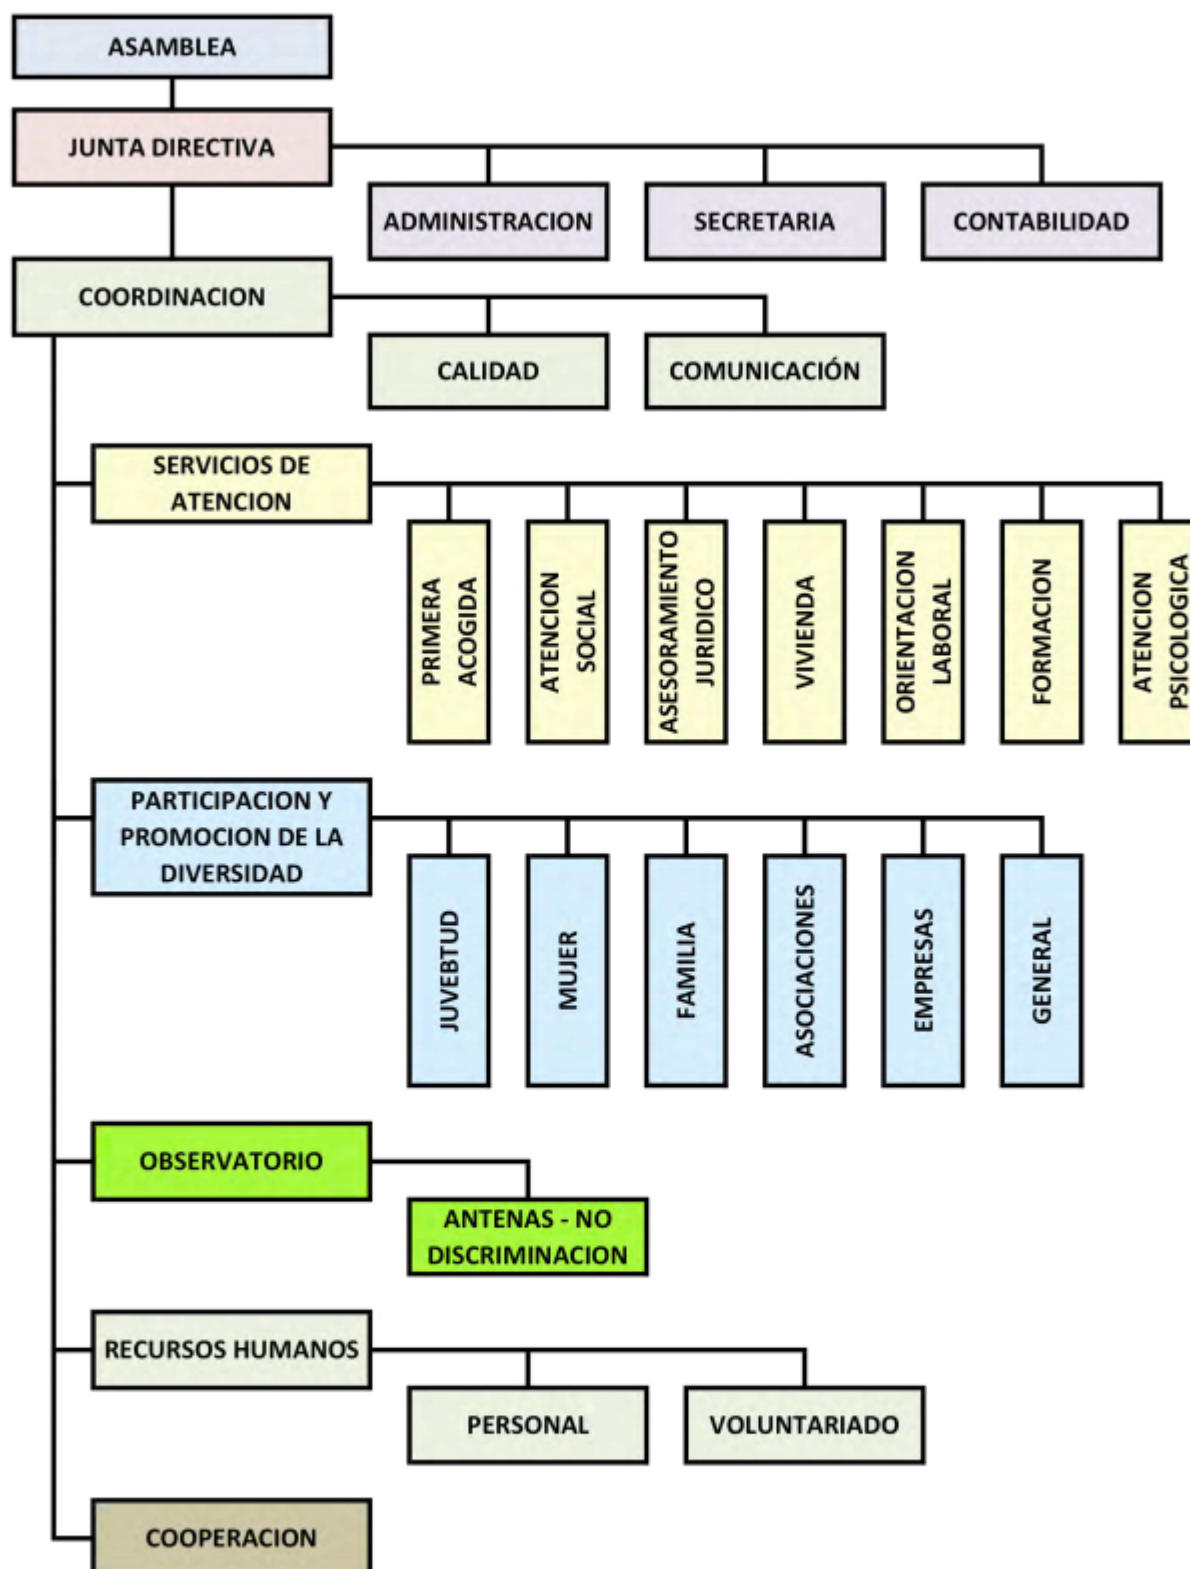 ASAMBLEA
JUNTA DIRECTIVA
ADMINISTRACION
SECRETARIA
CONTABILIDAD
COORDINACION
CALIDAD
COMUNICACIÓN
SERVICIOS DE
ATENCION
PRIMERA
ACOGIDA
ATENCION
SOCIAL
ASESORAMIENTO
JURIDICO
VIVIENDA
ORIENTACION
LABORAL
FORMACION
ATENCION
PSICOLOGICA
PARTICIPACION Y
PROMOCION DE LA
DIVERSIDAD
JUVEBTUD
MUJER
FAMILIA
ASOCIACIONES
EMPRESAS
GENERAL
OBSERVATORIO
ANTENAS - NO
DISCRIMINACION
RECURSOS HUMANOS
PERSONAL
VOLUNTARIADO
COOPERACION